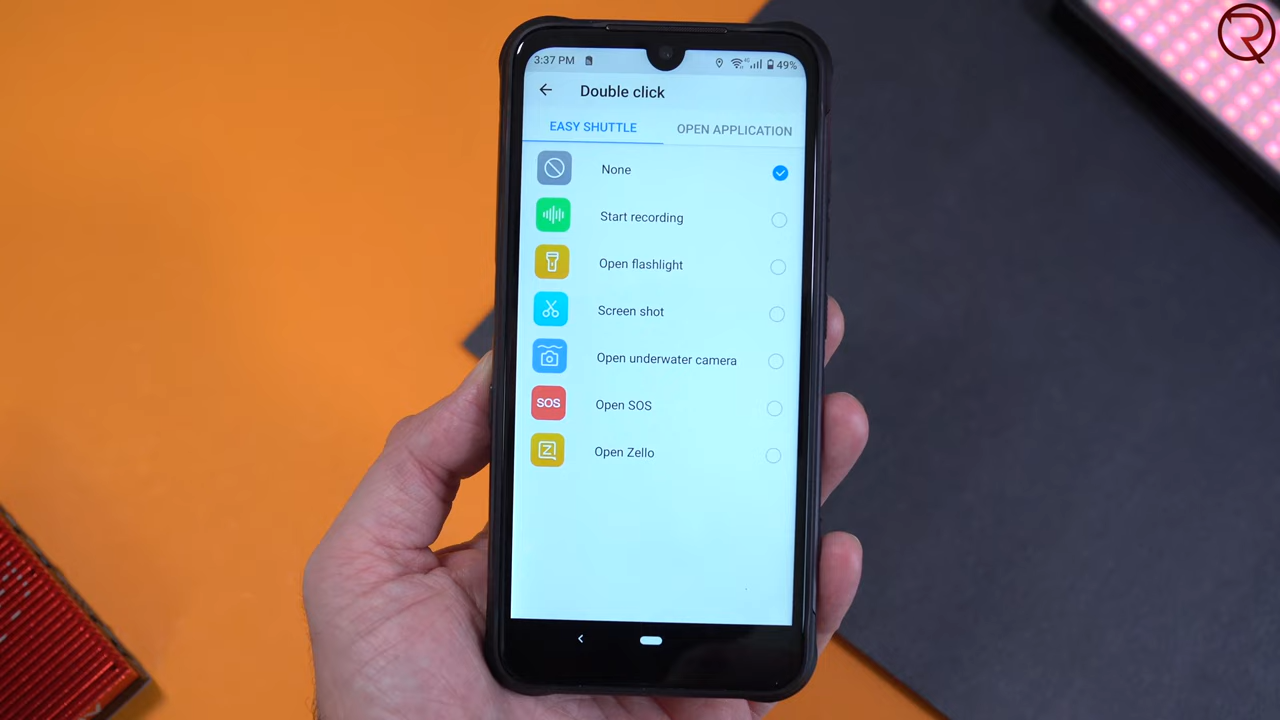 3:37 PM
4G
49%
Double click
EASY SHUTTLE
OPEN APPLICATION
None
Start recording
Open flashlight
Screen shot
Open underwater camera
SOS
Open SOS
Z
Open Zello
R